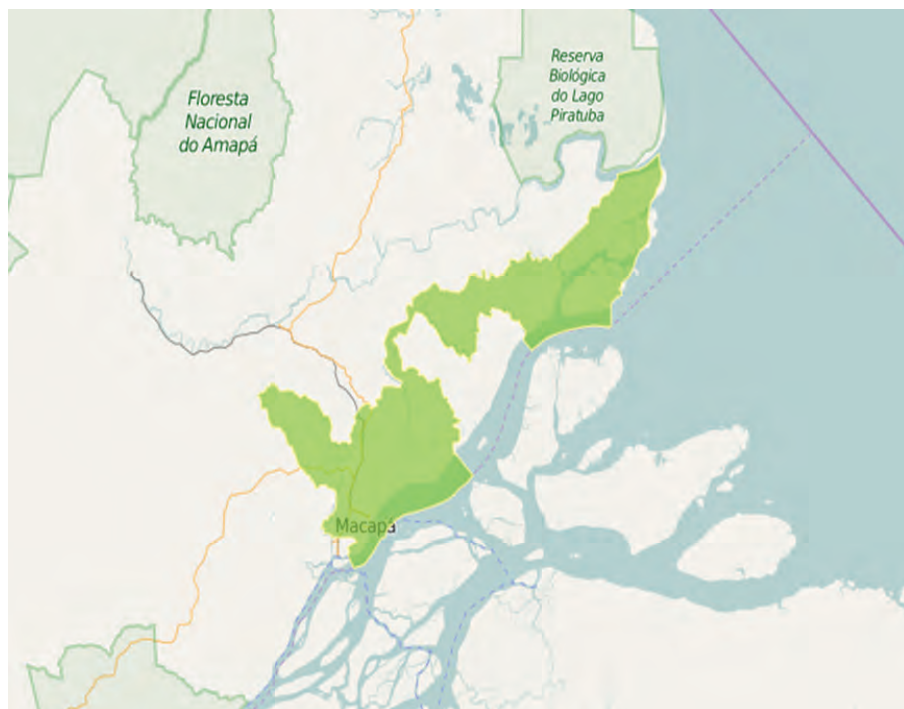 Floresta
Nacional
do Amapá
Reserva
Biológica
do Lago
Piratuba
Macapá